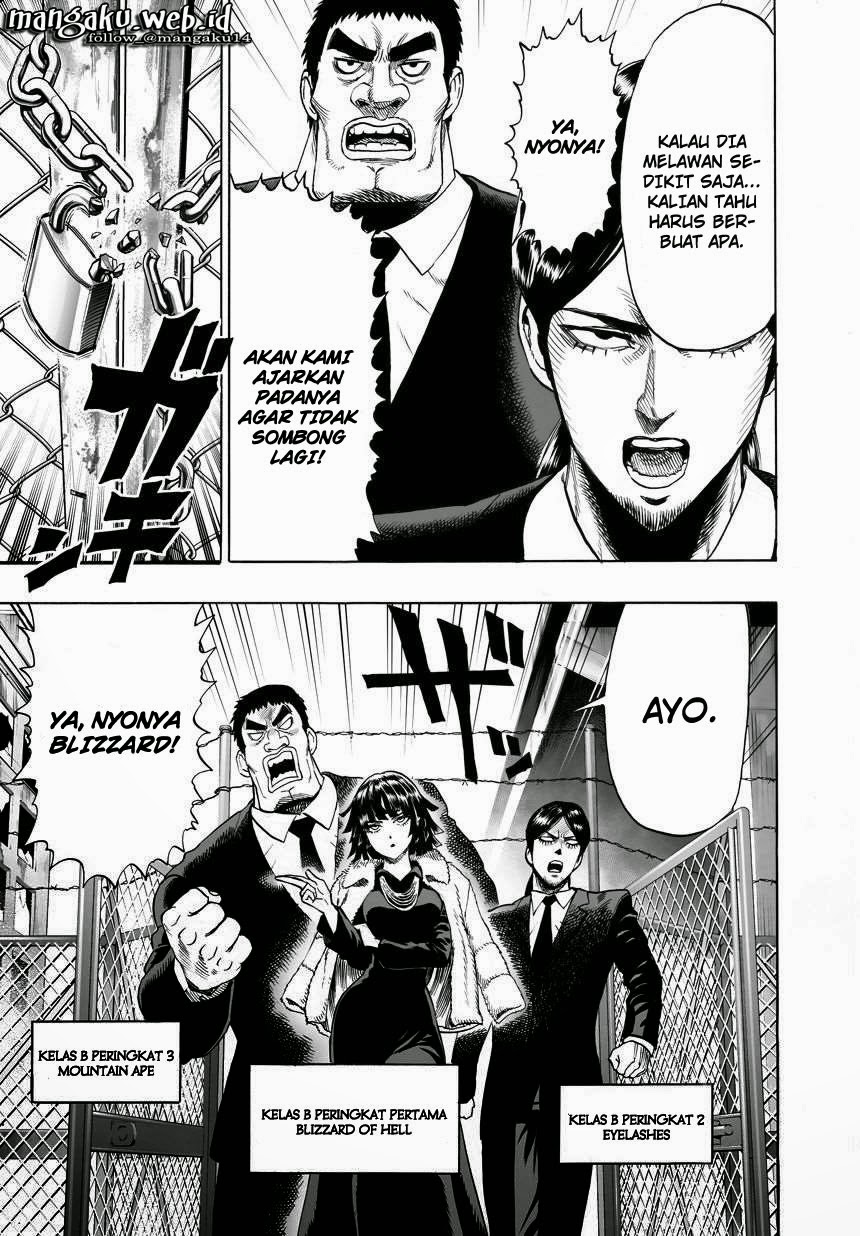 mangaku.web.id
follow_@mangaku14
KALAU DIA
MELAWAN SE-
DIKIT SAJA...
KALIAN TAHU
HARUS BER-
BUAT APA.
YA,
NYONYA!
AKAN KAMI
AJARKAN
PADANYA
AGAR TIDAK
SOMBONG
LAGI!
ガキン
AYO.
ザッ
YA, NYONYA
BLIZZARD!
KELAS B PERINGKAT 3
MOUNTAIN APE
KELAS B PERINGKAT PERTAMA
BLIZZARD OF HELL
KELAS B PERINGKAT 2
EYELASHES